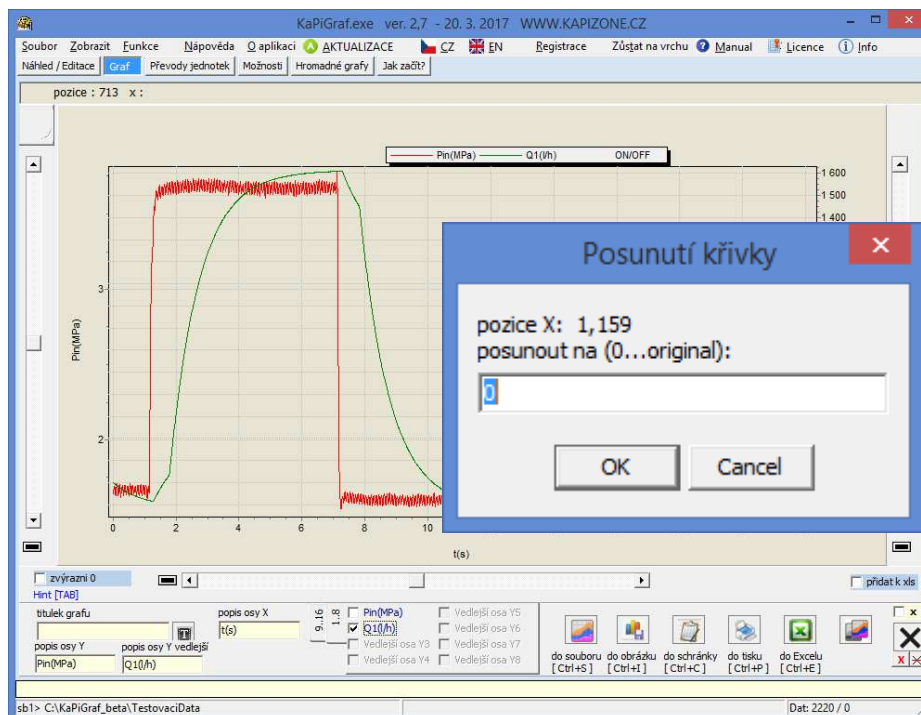 KaPiGraf.exe ver. 2,7 - 20. 3. 2017 WWW.KAPIZONE.CZ
Soubor Zobrazit Funkce Nápověda O aplikaci AKTUALIZACE CZ EN Registrace Zůstat na vrchu Manual Licence Info
Náhled / Editace Graf Převody jednotek Možnosti Hromadné grafy Jak začít?
pozice : 713 x :
Pin(MPa) Q1(l/h) ON/OFF
1 600
1 500
1 400
3
2
Pin(MPa)
0 2 4 6 8 10
t(s)
Posunutí křivky
pozice X: 1,159
posunout na (0...original):
0
OK Cancel
zvýrazni 0
přidat k xls
Hint [TAB]
titulek grafu
popis osy X
t(s)
popis osy Y popis osy Y vedlejší
Pin(MPa) Q1(l/h)
9..16 1..8
Pin(MPa) Vedlejší osa Y5
Q1(l/h) Vedlejší osa Y6
Vedlejší osa Y3 Vedlejší osa Y7
Vedlejší osa Y4 Vedlejší osa Y8
do souboru do obrázku do schránky do tisku do Excelu
[ Ctrl+S ] [ Ctrl+I ] [ Ctrl+C ] [ Ctrl+P ] [ Ctrl+E ]
x
X
x
sb1> C:\KaPiGraf_beta\TestovaciData
Dat: 2220 / 0